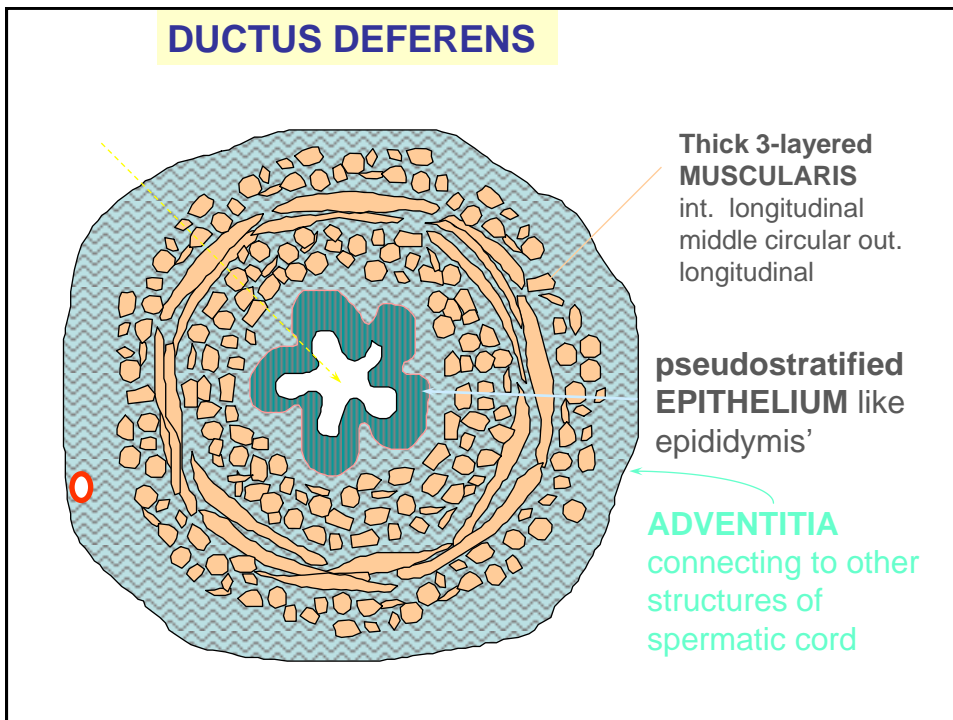 DUCTUS DEFERENS
Thick 3-layered
MUSCULARIS
int. longitudinal
middle circular out.
longitudinal
pseudostratified
EPITHELIUM like
epididymis’
ADVENTITIA
connecting to other
structures of
spermatic cord